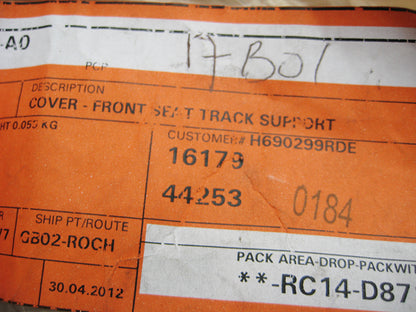 -A0
PCP
17B01
DESCRIPTION
COVER - FRONT SEAT TRACK SUPPORT
HT 0.055 KG
CUSTOMER# H690299RDE
16179
44253
0184
SHIP PT/ROUTE
GB02-ROCH
PACK AREA-DROP-PACKWIT
**-RC14-D871
30.04.2012